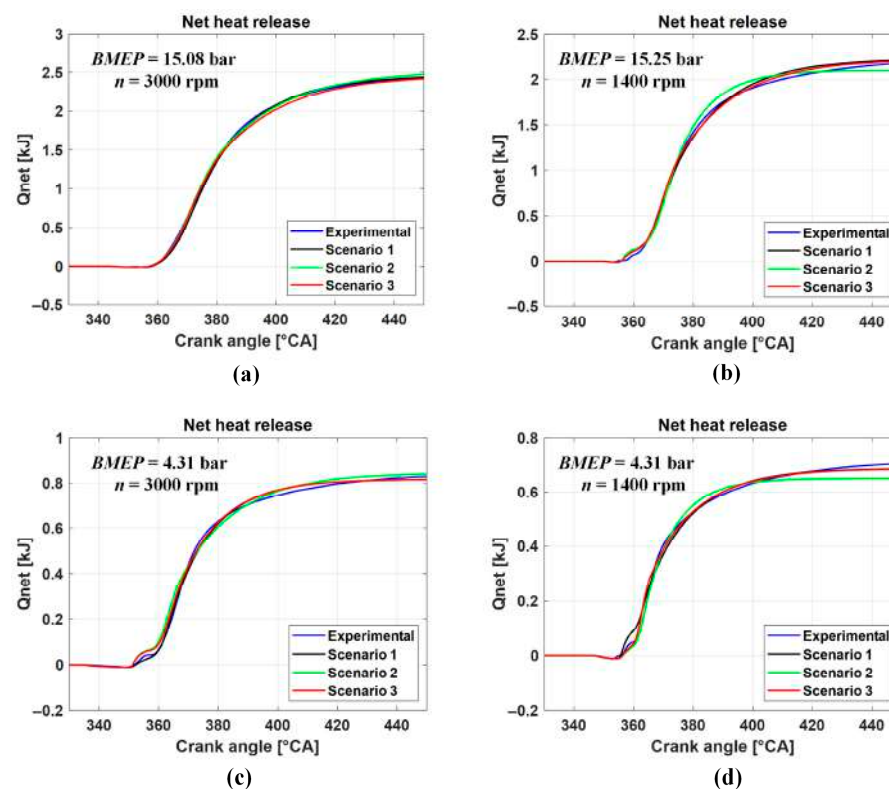 Net heat release
BMEP = 15.08 bar
n = 3000 rpm
3
2.5
2
1.5
1
0.5
0
−0.5
Qnet [kJ]
Experimental
Scenario 1
Scenario 2
Scenario 3
340 360 380 400 420 440
Crank angle [°CA]
(a)
Net heat release
BMEP = 15.25 bar
n = 1400 rpm
2.5
2
1.5
1
0.5
0
−0.5
Qnet [kJ]
Experimental
Scenario 1
Scenario 2
Scenario 3
340 360 380 400 420 440
Crank angle [°CA]
(b)
Net heat release
BMEP = 4.31 bar
n = 3000 rpm
1
0.8
0.6
0.4
0.2
0
−0.2
Qnet [kJ]
Experimental
Scenario 1
Scenario 2
Scenario 3
340 360 380 400 420 440
Crank angle [°CA]
(c)
Net heat release
BMEP = 4.31 bar
n = 1400 rpm
0.8
0.6
0.4
0.2
0
−0.2
Qnet [kJ]
Experimental
Scenario 1
Scenario 2
Scenario 3
340 360 380 400 420 440
Crank angle [°CA]
(d)